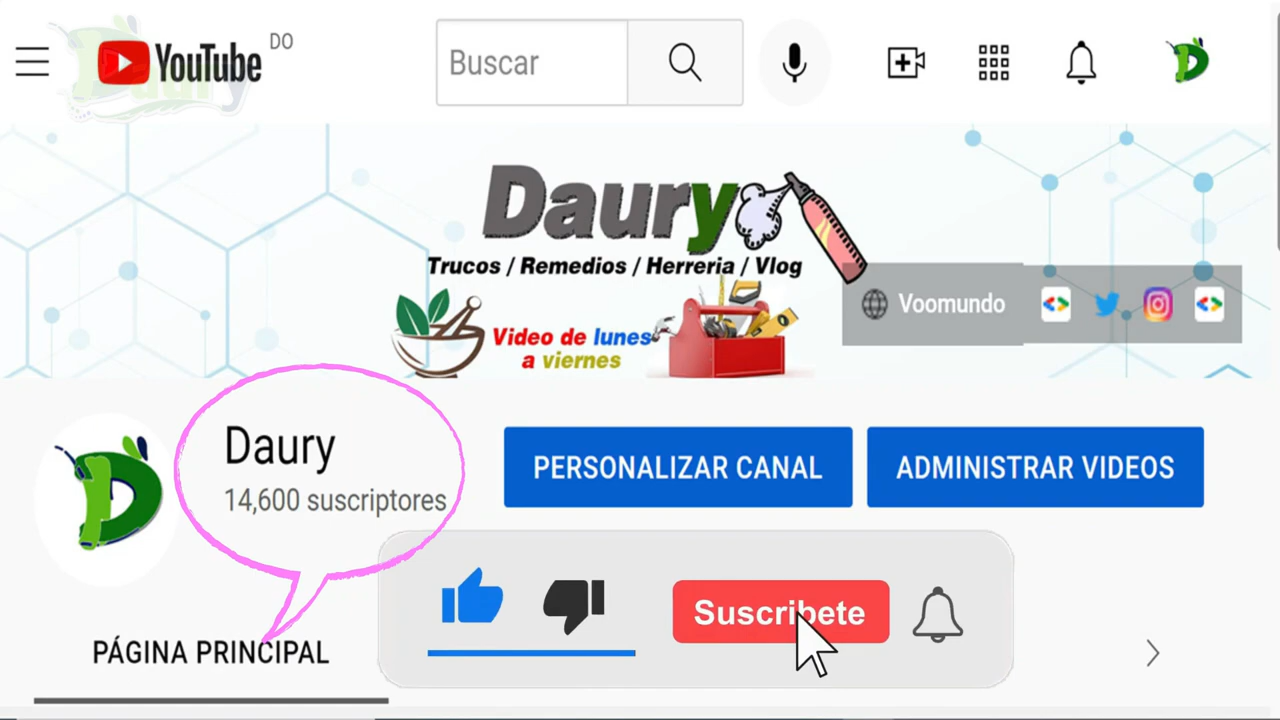 YouTube DO
Buscar
Daury
Trucos / Remedios / Herreria / Vlog
Voomundo
Video de lunes
a viernes
Daury
14,600 suscriptores
PERSONALIZAR CANAL
ADMINISTRAR VIDEOS
Suscribete
PÁGINA PRINCIPAL